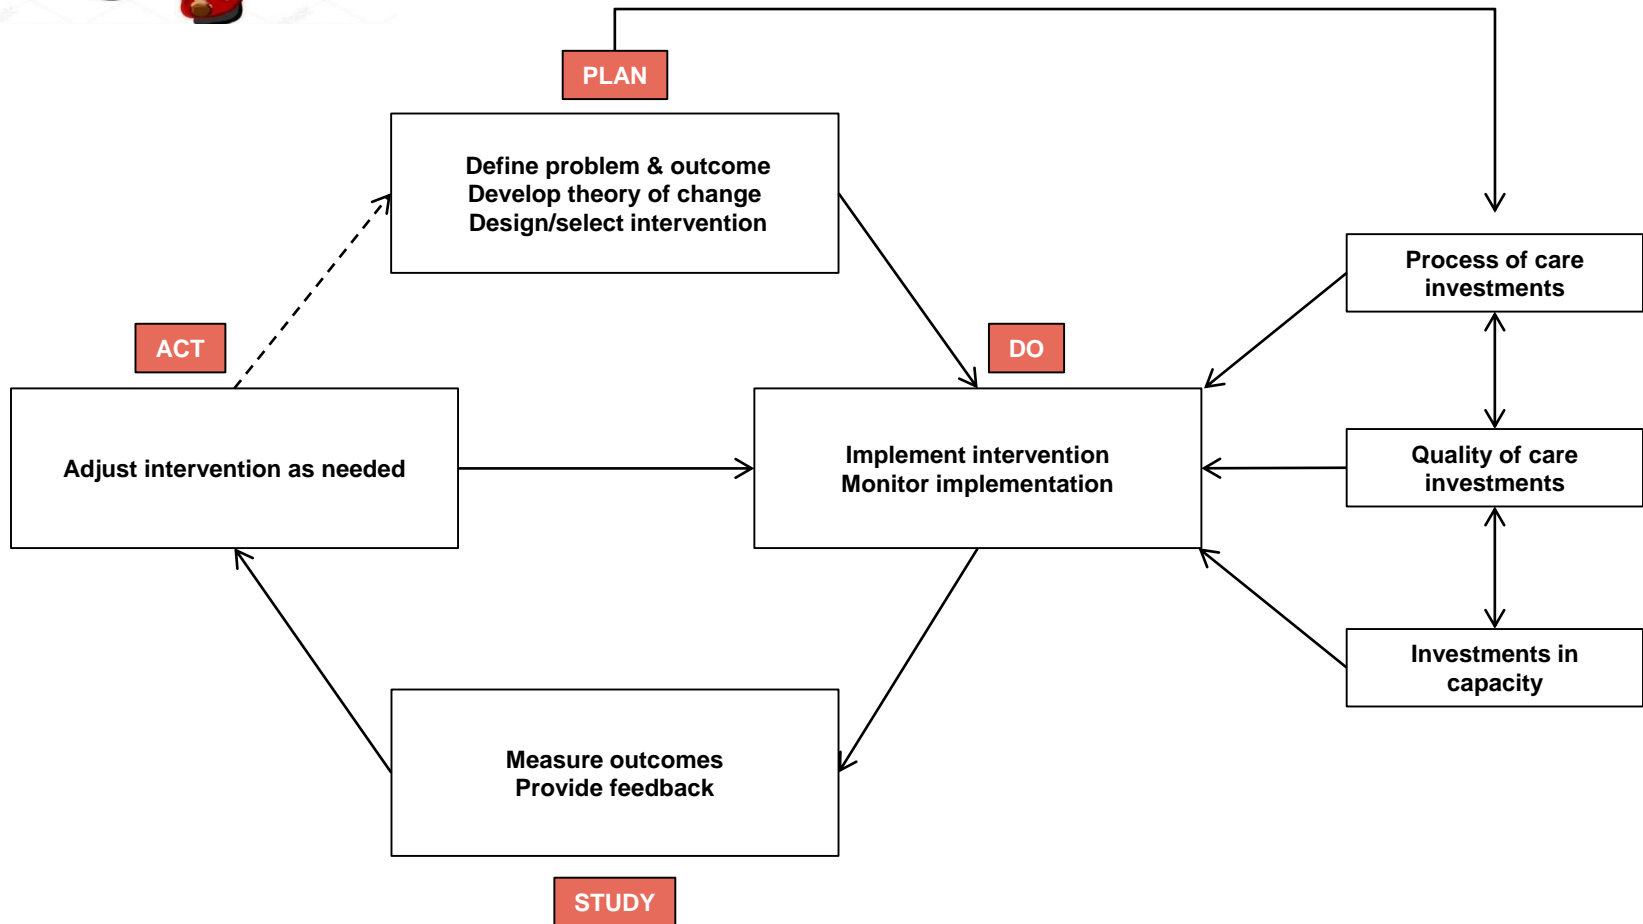 PLAN
Define problem & outcome
Develop theory of change
Design/select intervention
ACT
DO
Process of care
investments
Adjust intervention as needed
Implement intervention
Monitor implementation
Quality of care
investments
Investments in
capacity
Measure outcomes
Provide feedback
STUDY